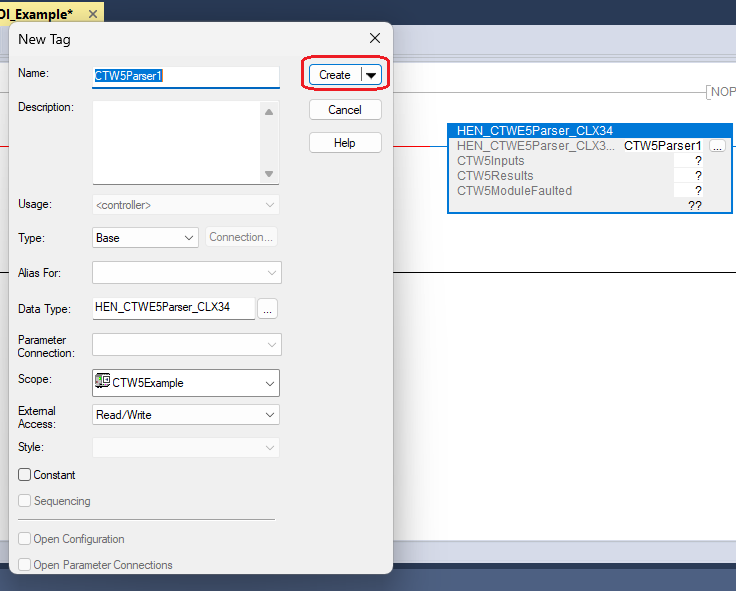 OI_Example*
New Tag
Name:
CTW5Parser1
Create
Description:
Cancel
Help
Usage:
<controller>
Type:
Base
Connection...
Alias For:
Data Type:
HEN_CTWE5Parser_CLX34
...
Parameter
Connection:
Scope:
CTW5Example
External
Access:
Read/Write
Style:
Constant
Sequencing
Open Configuration
Open Parameter Connections
NOP
HEN_CTWE5Parser_CLX34
HEN_CTWE5Parser_CLX3... CTW5Parser1 ...
CTW5Inputs ?
CTW5Results ?
CTW5ModuleFaulted ?
??